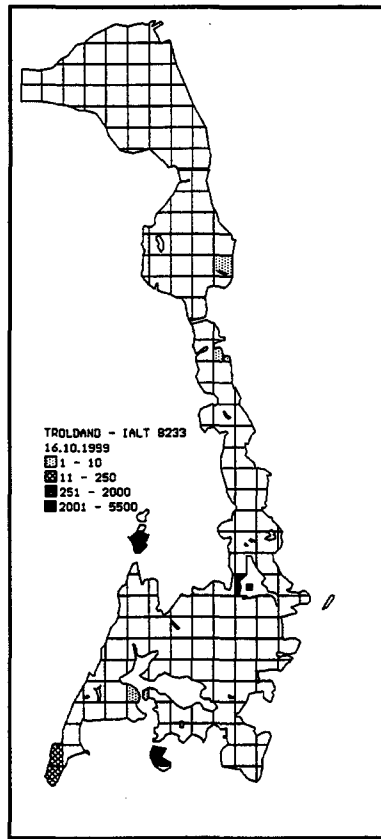 TROLDAND - IALT 8233
16.10.1999
1 - 10
11 - 250
251 - 2000
2001 - 5500